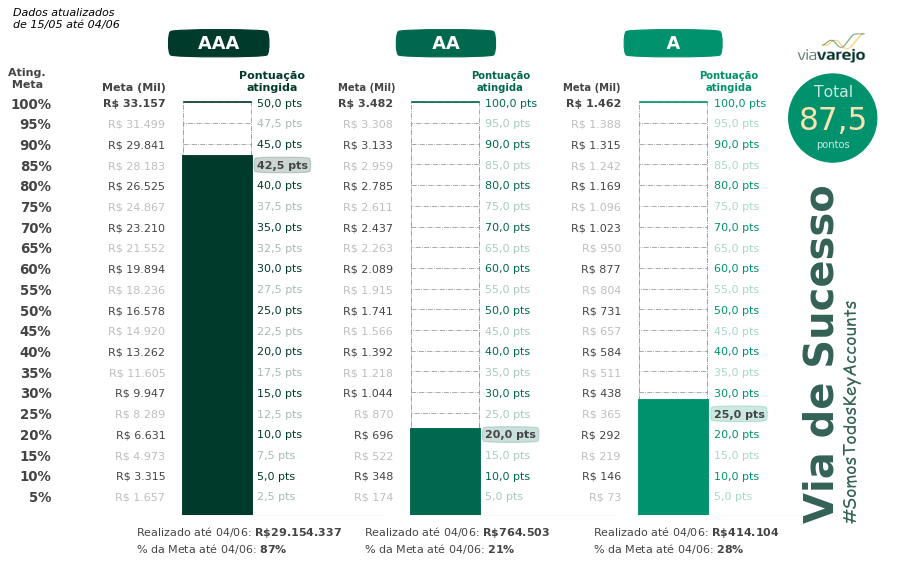 Dados atualizados
de 15/05 até 04/06
AAA AA A
viavarejo
Ating. Meta
Meta (Mil) Pontuação atingida Meta (Mil) Pontuação atingida Meta (Mil) Pontuação atingida
100% R$ 33.157 50,0 pts R$ 3.482 100,0 pts R$ 1.462 100,0 pts
95% R$ 31.499 47,5 pts R$ 3.308 95,0 pts R$ 1.388 95,0 pts
90% R$ 29.841 45,0 pts R$ 3.133 90,0 pts R$ 1.315 90,0 pts
85% R$ 28.183 42,5 pts R$ 2.959 85,0 pts R$ 1.242 85,0 pts
80% R$ 26.525 40,0 pts R$ 2.785 80,0 pts R$ 1.169 80,0 pts
75% R$ 24.867 37,5 pts R$ 2.611 75,0 pts R$ 1.096 75,0 pts
70% R$ 23.210 35,0 pts R$ 2.437 70,0 pts R$ 1.023 70,0 pts
65% R$ 21.552 32,5 pts R$ 2.263 65,0 pts R$ 950 65,0 pts
60% R$ 19.894 30,0 pts R$ 2.089 60,0 pts R$ 877 60,0 pts
55% R$ 18.236 27,5 pts R$ 1.915 55,0 pts R$ 804 55,0 pts
50% R$ 16.578 25,0 pts R$ 1.741 50,0 pts R$ 731 50,0 pts
45% R$ 14.920 22,5 pts R$ 1.566 45,0 pts R$ 657 45,0 pts
40% R$ 13.262 20,0 pts R$ 1.392 40,0 pts R$ 584 40,0 pts
35% R$ 11.605 17,5 pts R$ 1.218 35,0 pts R$ 511 35,0 pts
30% R$ 9.947 15,0 pts R$ 1.044 30,0 pts R$ 438 30,0 pts
25% R$ 8.289 12,5 pts R$ 870 25,0 pts R$ 365 25,0 pts
20% R$ 6.631 10,0 pts R$ 696 20,0 pts R$ 292 20,0 pts
15% R$ 4.973 7,5 pts R$ 522 15,0 pts R$ 219 15,0 pts
10% R$ 3.315 5,0 pts R$ 348 10,0 pts R$ 146 10,0 pts
5% R$ 1.657 2,5 pts R$ 174 5,0 pts R$ 73 5,0 pts
Realizado até 04/06: R$29.154.337 Realizado até 04/06: R$764.503 Realizado até 04/06: R$414.104
% da Meta até 04/06: 87% % da Meta até 04/06: 21% % da Meta até 04/06: 28%
Total
87,5
pontos
Via de Sucesso
#SomosTodosKeyAccounts